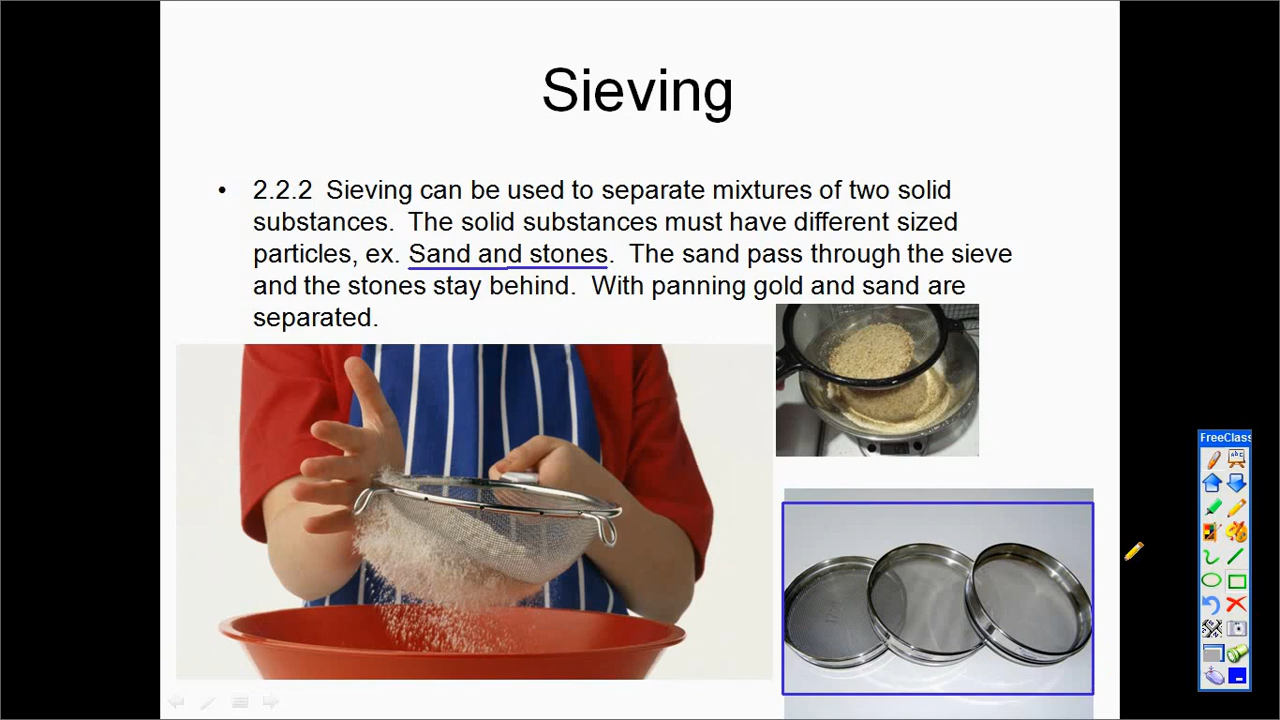 Sieving
• 2.2.2 Sieving can be used to separate mixtures of two solid
substances. The solid substances must have different sized
particles, ex. Sand and stones. The sand pass through the sieve
and the stones stay behind. With panning gold and sand are
separated.
FreeClass